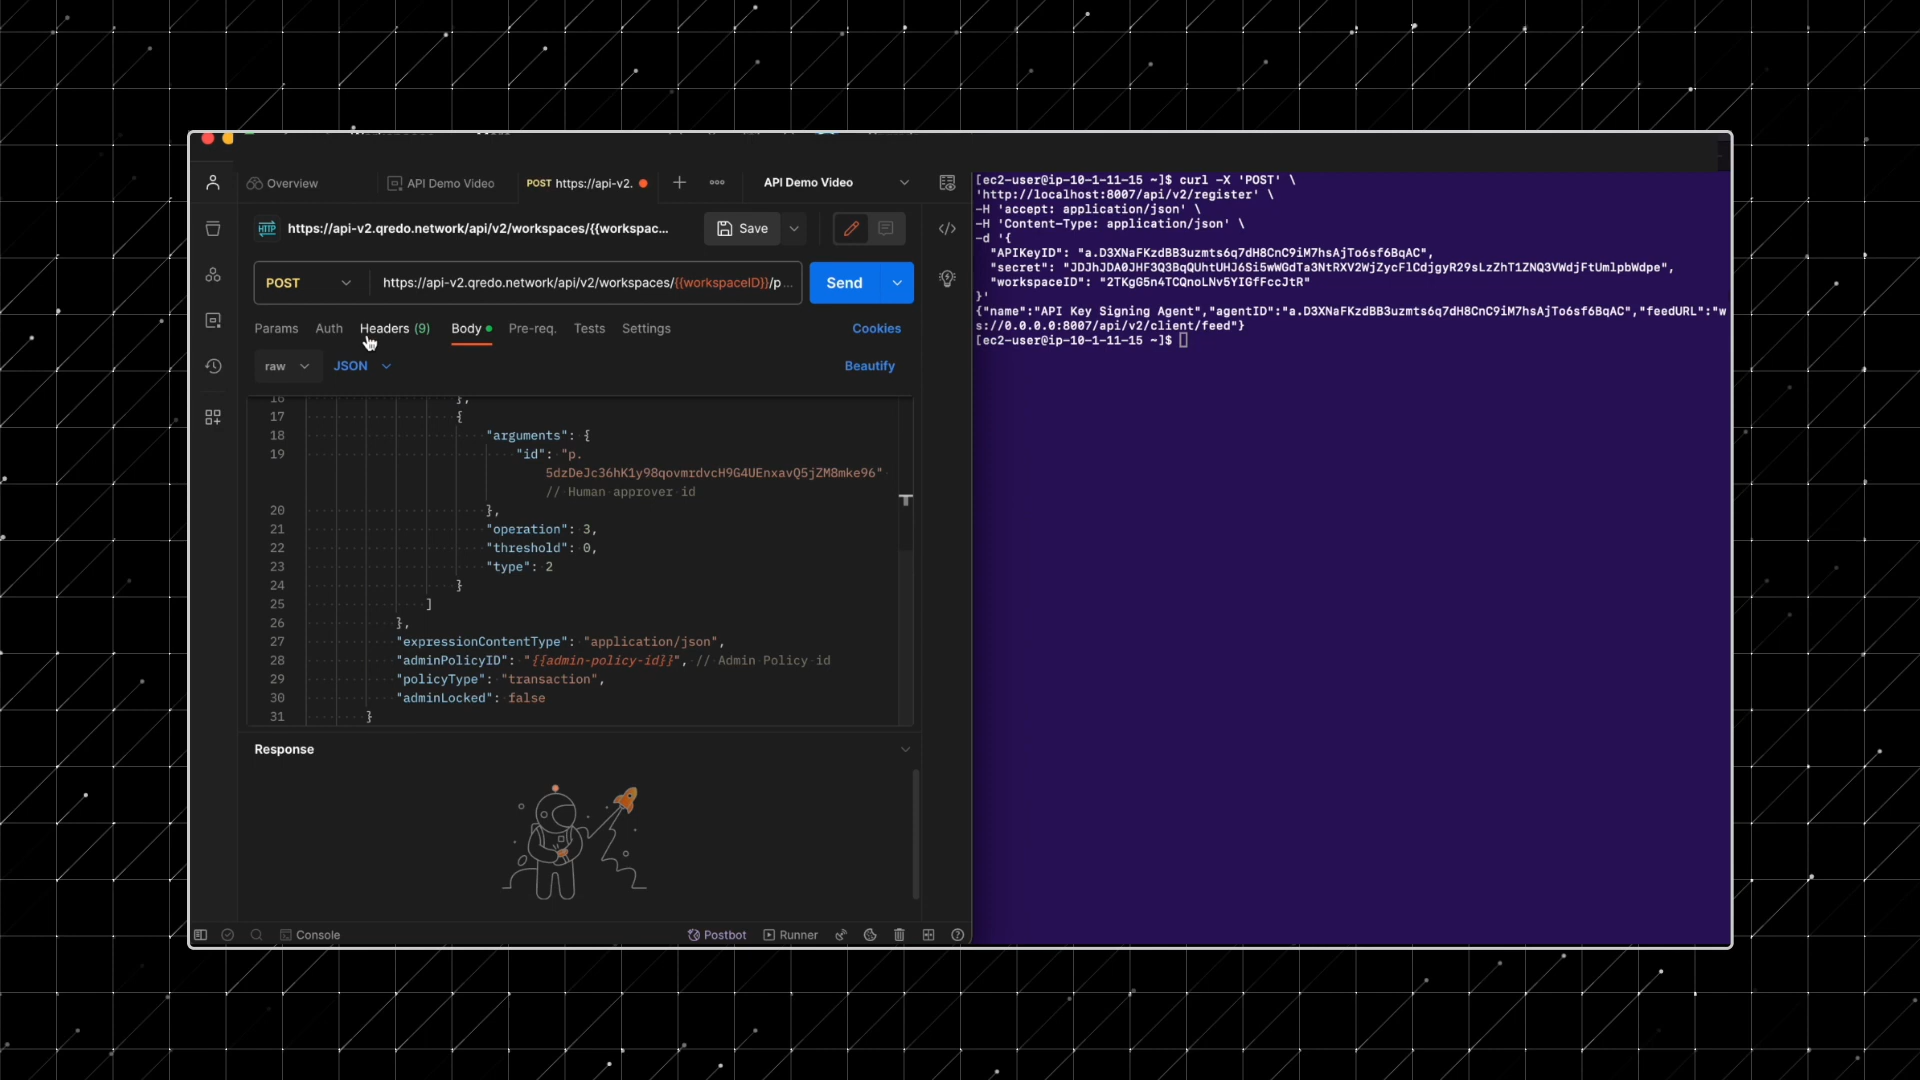 Overview
API Demo Video
POST https://api-v2.
API Demo Video
HTTP https://api-v2.qredo.network/api/v2/workspaces/{{workspac...
Save
POST
https://api-v2.qredo.network/api/v2/workspaces/{{workspaceID}}/p...
Send
Params Auth Headers (9) Body Pre-req. Tests Settings Cookies
raw JSON Beautify
16 },
17 {
18 "arguments": {
19 "id": "p.
5dzDeJc36hK1y98qovmrdvcH9G4UEnxavQ5jZM8mke96"
// Human approver id
20 },
21 "operation": 3,
22 "threshold": 0,
23 "type": 2
24 }
25 ]
26 },
27 "expressionContentType": "application/json",
28 "adminPolicyID": "{{admin-policy-id}}", // Admin Policy id
29 "policyType": "transaction",
30 "adminLocked": false
31 }
Response
Console
Postbot
Runner
[ec2-user@ip-10-1-11-15 ~]$ curl -X 'POST' \
'http://localhost:8007/api/v2/register' \
-H 'accept: application/json' \
-H 'Content-Type: application/json' \
-d '{
"APIKeyID": "a.D3XNaFKzdBB3uzmts6q7dH8CnC9iM7hsAjTo6sf6BqAC",
"secret": "JDJhJDA0JHF3Q3BqQUhtUHJ6Si5wWGdTa3NtRXV2WjZycFlCdjgyR29sLzZhT1ZNQ3VWdjFtUmlpbWdpe",
"workspaceID": "2TKgG5n4TCQnoLNv5YIGfFccJtR"
}'
{"name":"API Key Signing Agent","agentID":"a.D3XNaFKzdBB3uzmts6q7dH8CnC9iM7hsAjTo6sf6BqAC","feedURL":"w
s://0.0.0.0:8007/api/v2/client/feed"}
[ec2-user@ip-10-1-11-15 ~]$